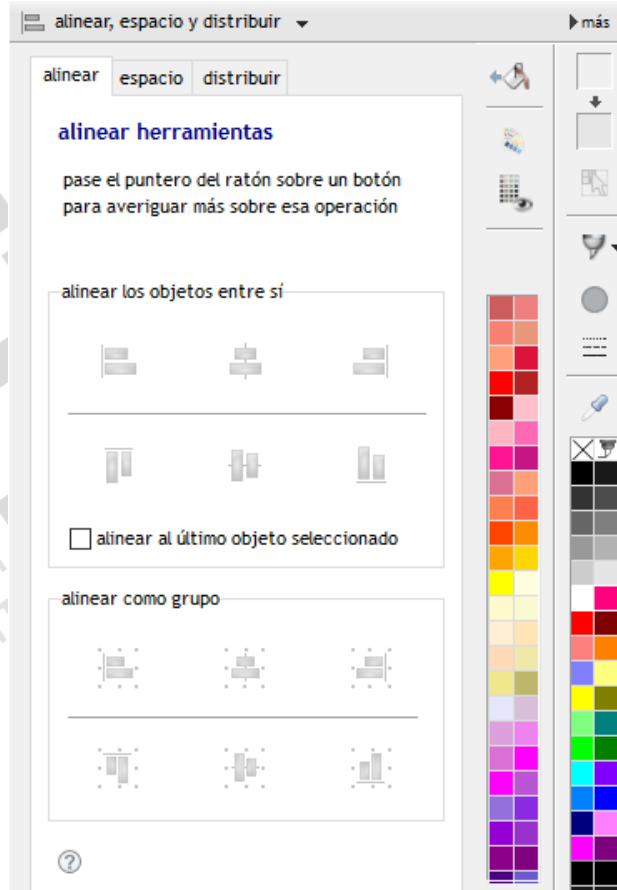 alinear, espacio y distribuir
más
alinear espacio distribuir
alinear herramientas
pase el puntero del ratón sobre un botón
para averiguar más sobre esa operación
alinear los objetos entre sí
alinear al último objeto seleccionado
alinear como grupo
?